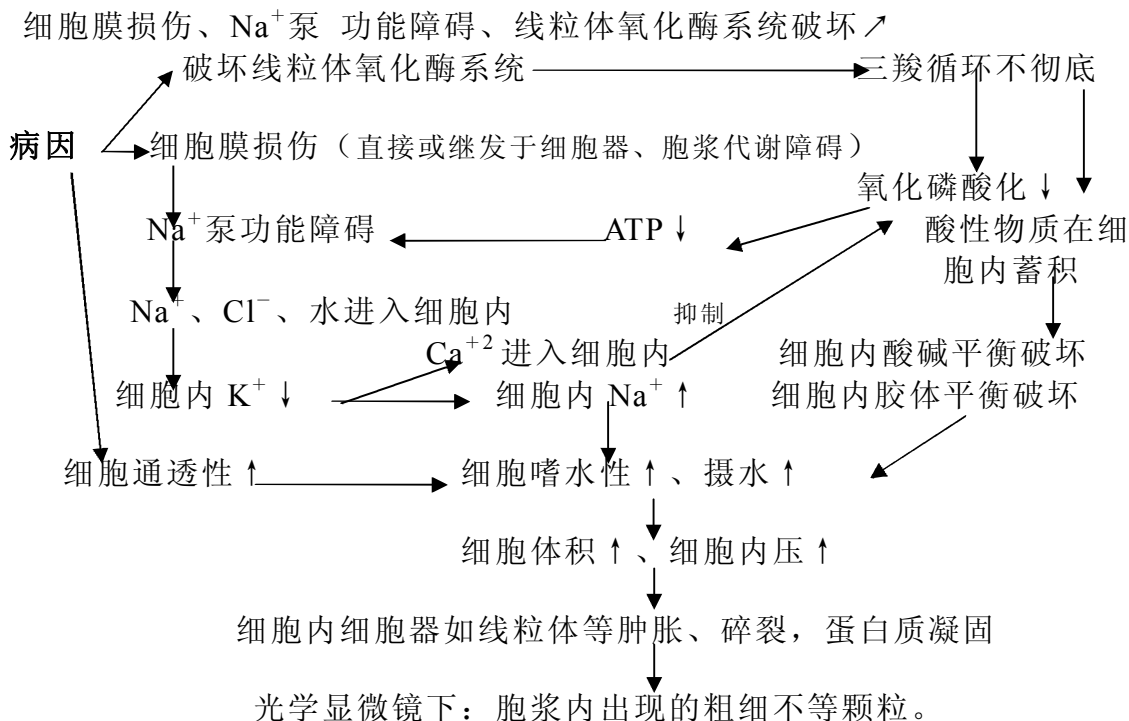 细胞膜损伤、Na⁺泵 功能障碍、线粒体氧化酶系统破坏↗
破坏线粒体氧化酶系统
三羧循环不彻底
病因
细胞膜损伤（直接或继发于细胞器、胞浆代谢障碍）
氧化磷酸化↓
Na⁺泵功能障碍
ATP↓
酸性物质在细
胞内蓄积
Na⁺、Cl⁻、水进入细胞内
抑制
Ca⁺²进入细胞内
细胞内酸碱平衡破坏
细胞内 K⁺↓
细胞内 Na⁺↑
细胞内胶体平衡破坏
细胞通透性↑
细胞嗜水性↑、摄水↑
细胞体积↑、细胞内压↑
细胞内细胞器如线粒体等肿胀、碎裂，蛋白质凝固
光学显微镜下：胞浆内出现的粗细不等颗粒。